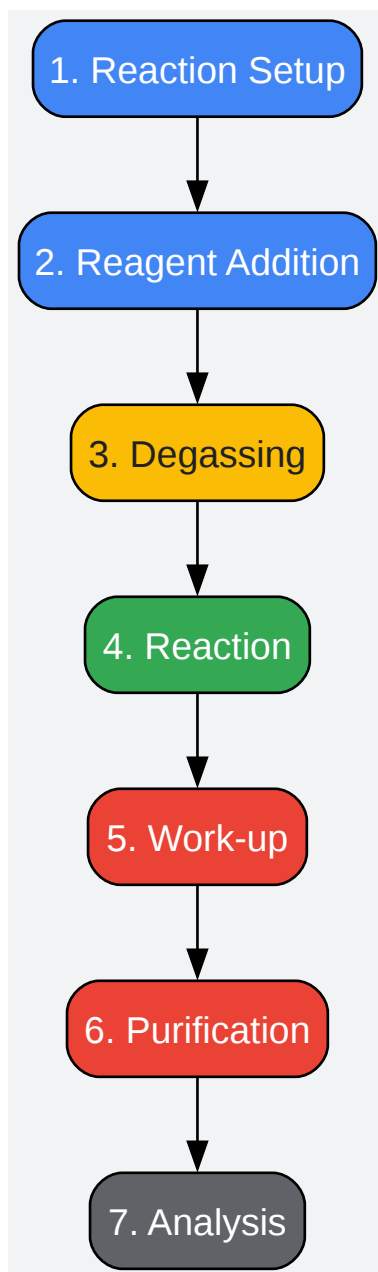 1. Reaction Setup
2. Reagent Addition
3. Degassing
4. Reaction
5. Work-up
6. Purification
7. Analysis